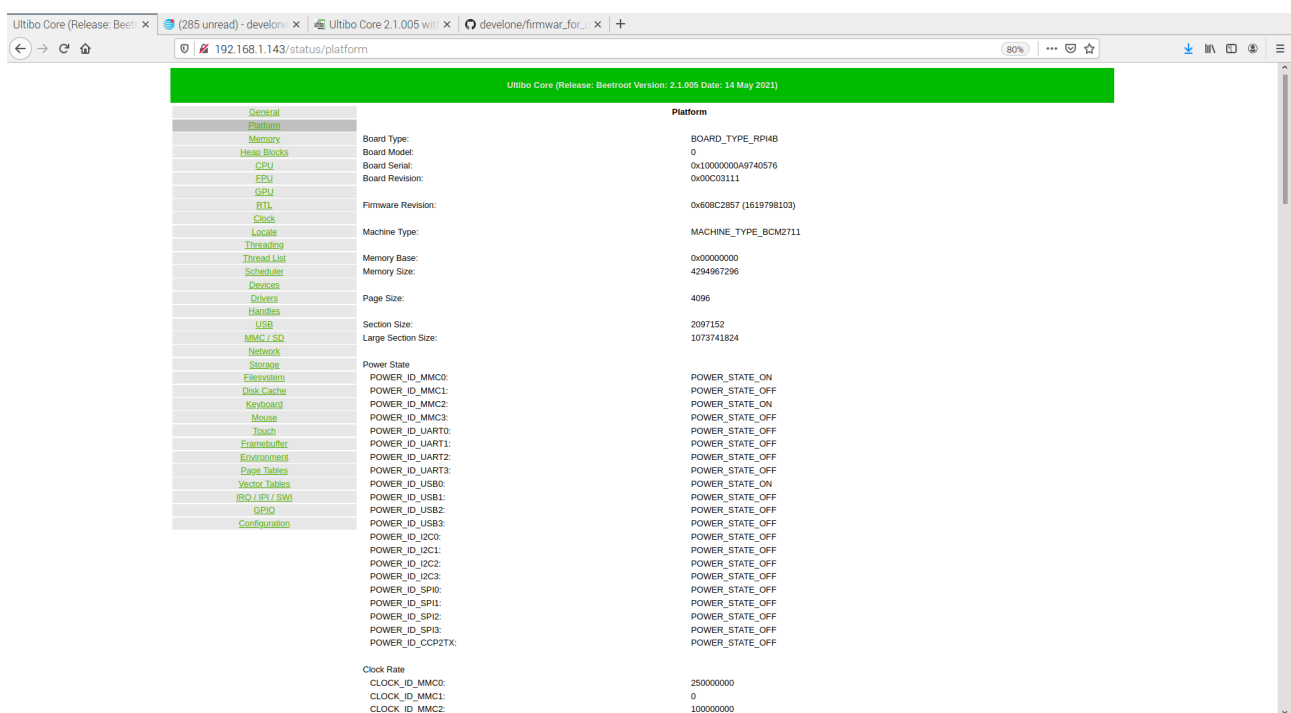 Ultibo Core (Release: Beetr
(285 unread) - develone
Ultibo Core 2.1.005 wit
develone/firmwar_for_u
192.168.1.143/status/platform
80%
Ultibo Core (Release: Beetroot Version: 2.1.005 Date: 14 May 2021)
General
Platform
Memory
Heap Blocks
CPU
FPU
GPU
RTL
Clock
Locale
Threading
Thread List
Scheduler
Devices
Drivers
Handles
USB
MMC / SD
Network
Storage
Filesystem
Disk Cache
Keyboard
Mouse
Touch
Framebuffer
Environment
Page Tables
Vector Tables
IRQ / IPI / SWI
GPIO
Configuration
Platform
Board Type: BOARD_TYPE_RPI4B
Board Model: 0
Board Serial: 0x10000000A9740576
Board Revision: 0x00C03111
Firmware Revision: 0x608C2857 (1619798103)
Machine Type: MACHINE_TYPE_BCM2711
Memory Base: 0x00000000
Memory Size: 4294967296
Page Size: 4096
Section Size: 2097152
Large Section Size: 1073741824
Power State
POWER_ID_MMC0: POWER_STATE_ON
POWER_ID_MMC1: POWER_STATE_OFF
POWER_ID_MMC2: POWER_STATE_ON
POWER_ID_MMC3: POWER_STATE_OFF
POWER_ID_UART0: POWER_STATE_OFF
POWER_ID_UART1: POWER_STATE_OFF
POWER_ID_UART2: POWER_STATE_OFF
POWER_ID_UART3: POWER_STATE_OFF
POWER_ID_USB0: POWER_STATE_ON
POWER_ID_USB1: POWER_STATE_OFF
POWER_ID_USB2: POWER_STATE_OFF
POWER_ID_USB3: POWER_STATE_OFF
POWER_ID_I2C0: POWER_STATE_OFF
POWER_ID_I2C1: POWER_STATE_OFF
POWER_ID_I2C2: POWER_STATE_OFF
POWER_ID_I2C3: POWER_STATE_OFF
POWER_ID_SPI0: POWER_STATE_OFF
POWER_ID_SPI1: POWER_STATE_OFF
POWER_ID_SPI2: POWER_STATE_OFF
POWER_ID_SPI3: POWER_STATE_OFF
POWER_ID_CCP2TX: POWER_STATE_OFF
Clock Rate
CLOCK_ID_MMC0: 250000000
CLOCK_ID_MMC1: 0
CLOCK_ID_MMC2: 100000000